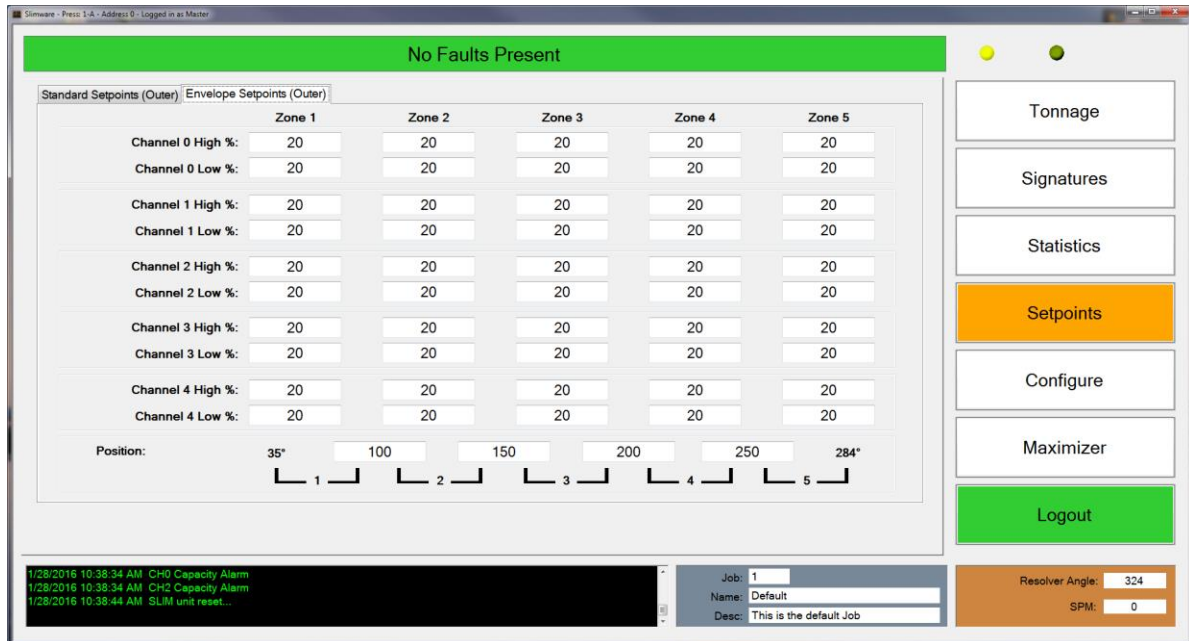 Slimware - Press: 1-A - Address 0 - Logged in as Master
No Faults Present
Standard Setpoints (Outer) Envelope Setpoints (Outer)
Zone 1 Zone 2 Zone 3 Zone 4 Zone 5
Channel 0 High %: 20 20 20 20 20
Channel 0 Low %: 20 20 20 20 20
Channel 1 High %: 20 20 20 20 20
Channel 1 Low %: 20 20 20 20 20
Channel 2 High %: 20 20 20 20 20
Channel 2 Low %: 20 20 20 20 20
Channel 3 High %: 20 20 20 20 20
Channel 3 Low %: 20 20 20 20 20
Channel 4 High %: 20 20 20 20 20
Channel 4 Low %: 20 20 20 20 20
Position: 35° 100 150 200 250 284°
1 2 3 4 5
Tonnage
Signatures
Statistics
Setpoints
Configure
Maximizer
Logout
1/28/2016 10:38:34 AM CH0 Capacity Alarm
1/28/2016 10:38:34 AM CH2 Capacity Alarm
1/28/2016 10:38:44 AM SLIM unit reset...
Job: 1
Name: Default
Desc: This is the default Job
Resolver Angle: 324
SPM: 0